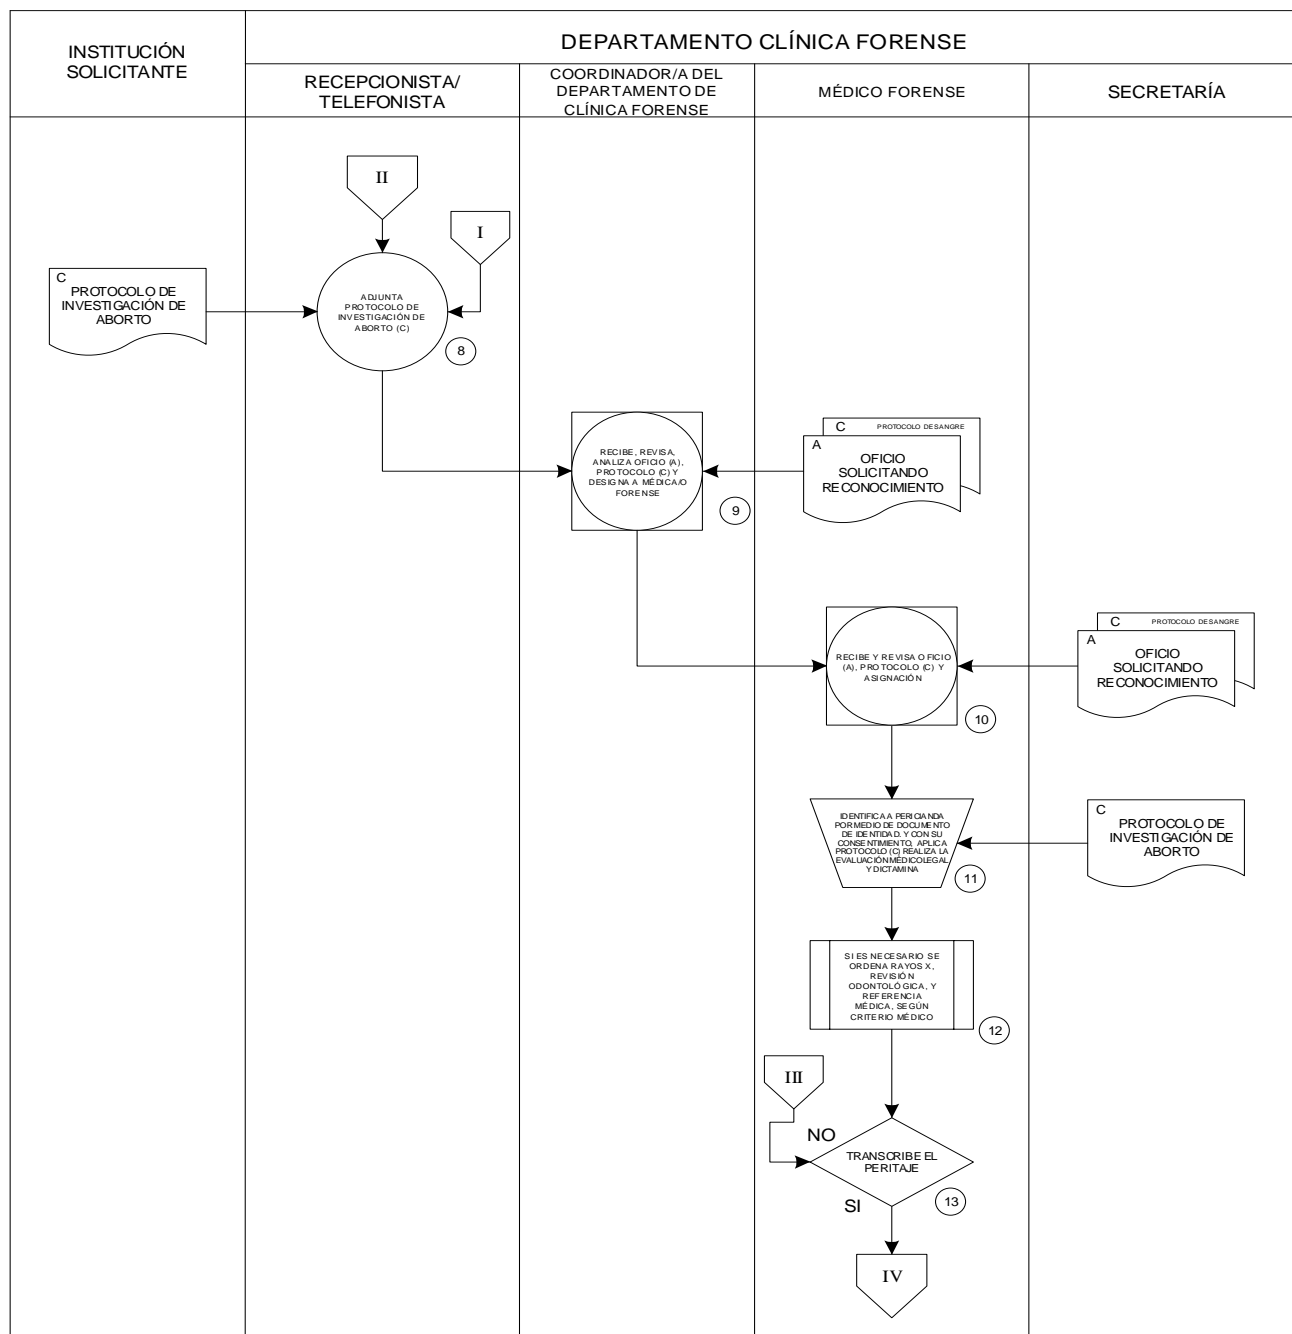 INSTITUCIÓN
SOLICITANTE
DEPARTAMENTO CLÍNICA FORENSE
RECEPCIONISTA/
TELEFONISTA
COORDINADOR/A DEL
DEPARTAMENTO DE
CLÍNICA FORENSE
MÉDICO FORENSE
SECRETARÍA
II
I
C
PROTOCOLO DE
INVESTIGACIÓN DE
ABORTO
ADJUNTA
PROTOCOLO DE
INVESTIGACIÓN DE
ABORTO (C)
8
RECIBE, REVISA,
ANALIZA OFICIO (A),
PROTOCOLO (C) Y
DESIGNA A MÉDICA/O
FORENSE
9
C
PROTOCOLO DE SANGRE
A
OFICIO
SOLICITANDO
RECONOCIMIENTO
RECIBE Y REVISA OFICIO
(A), PROTOCOLO (C) Y
ASIGNACIÓN
10
C
PROTOCOLO DE SANGRE
A
OFICIO
SOLICITANDO
RECONOCIMIENTO
IDENTIFICA A PERICIANDA
POR MEDIO DE DOCUMENTO
DE IDENTIDAD. Y CON SU
CONSENTIMIENTO, APLICA
PROTOCOLO (C) REALIZA LA
EVALUACIÓN MÉDICO LEGAL
Y DICTAMINA
11
C
PROTOCOLO DE
INVESTIGACIÓN DE
ABORTO
SI ES NECESARIO SE
ORDENA RAYOS X,
REVISIÓN
ODONTOLÓGICA, Y
REFERENCIA
MÉDICA, SEGÚN
CRITERIO MÉDICO
12
III
NO
TRANSCRIBE EL
PERITAJE
13
SI
IV